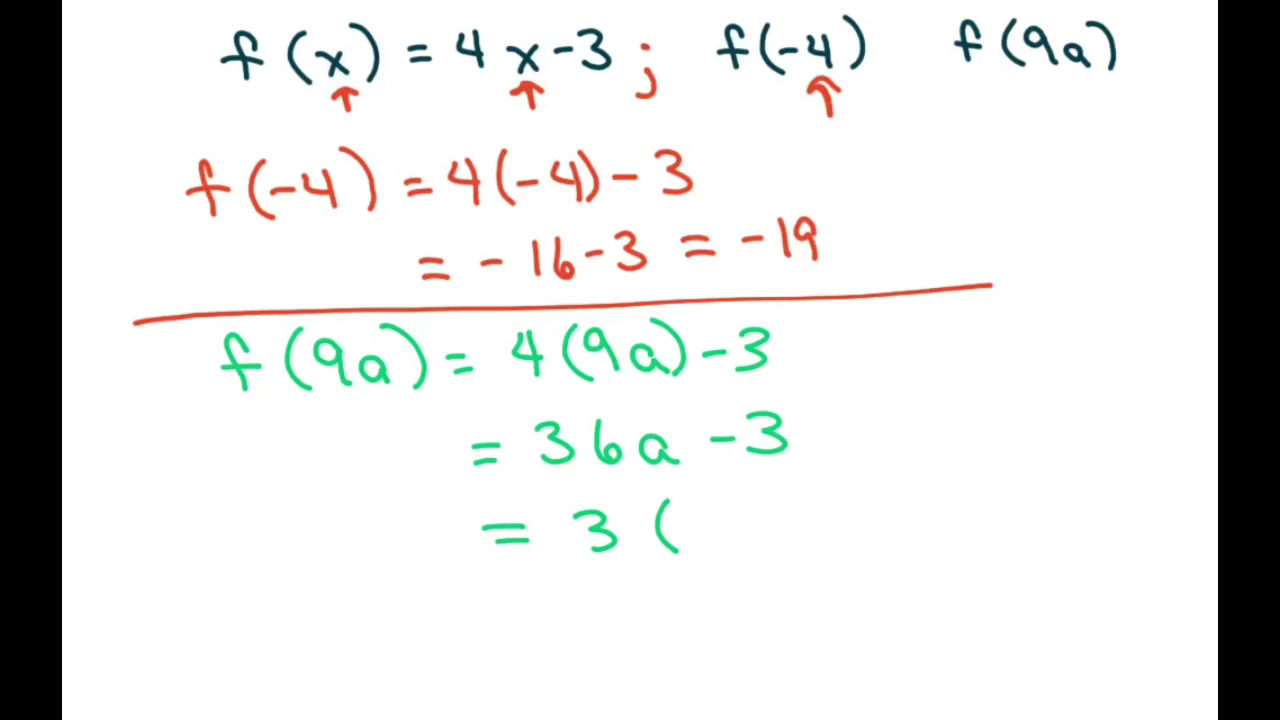 f(x) = 4x-3 ; f(-4) f(9a)
f(-4) = 4(-4) - 3
= -16-3 = -19
f(9a) = 4(9a) - 3
= 36a - 3
= 3(